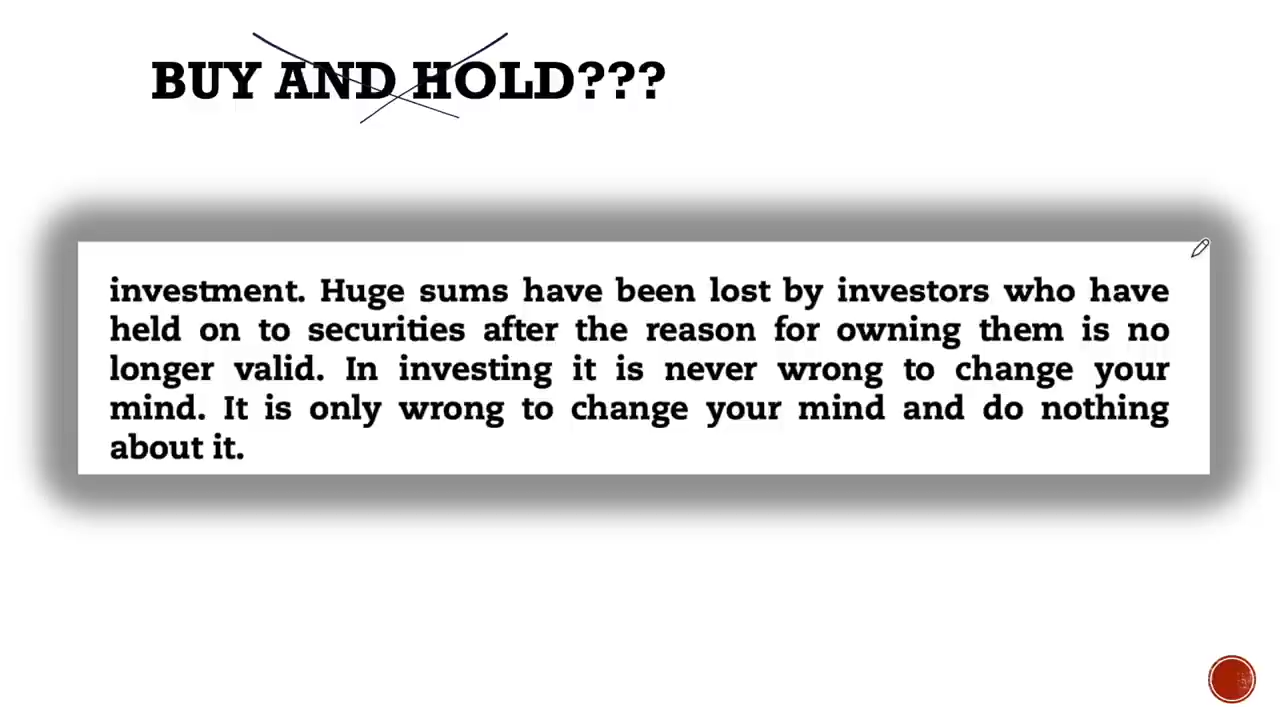 BUY AND HOLD???
investment. Huge sums have been lost by investors who have
held on to securities after the reason for owning them is no
longer valid. In investing it is never wrong to change your
mind. It is only wrong to change your mind and do nothing
about it.